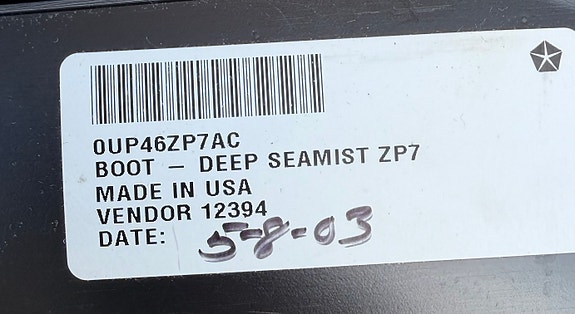 0UP46ZP7AC
BOOT – DEEP SEAMIST ZP7
MADE IN USA
VENDOR 12394
DATE: 5-8-03